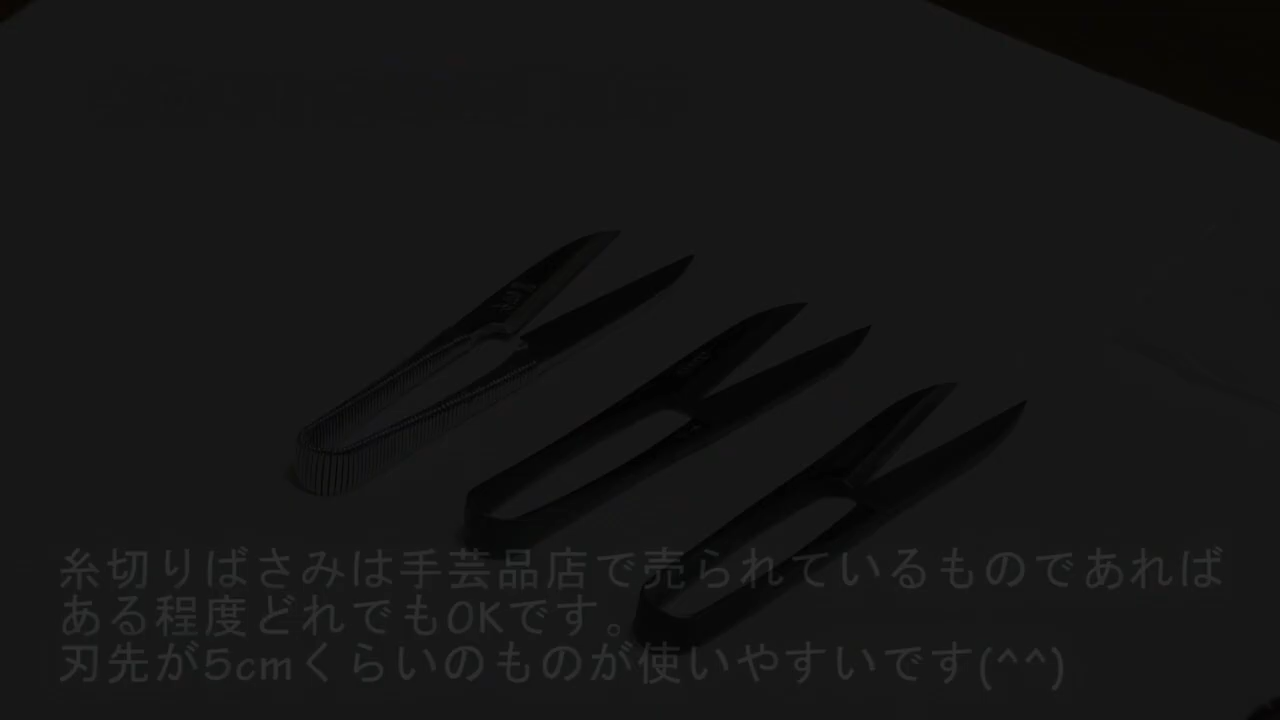 糸切りばさみは手芸品店で売られているものであれば
ある程度どれでもOKです。
刃先が5cmくらいのものが使いやすいです(^^)